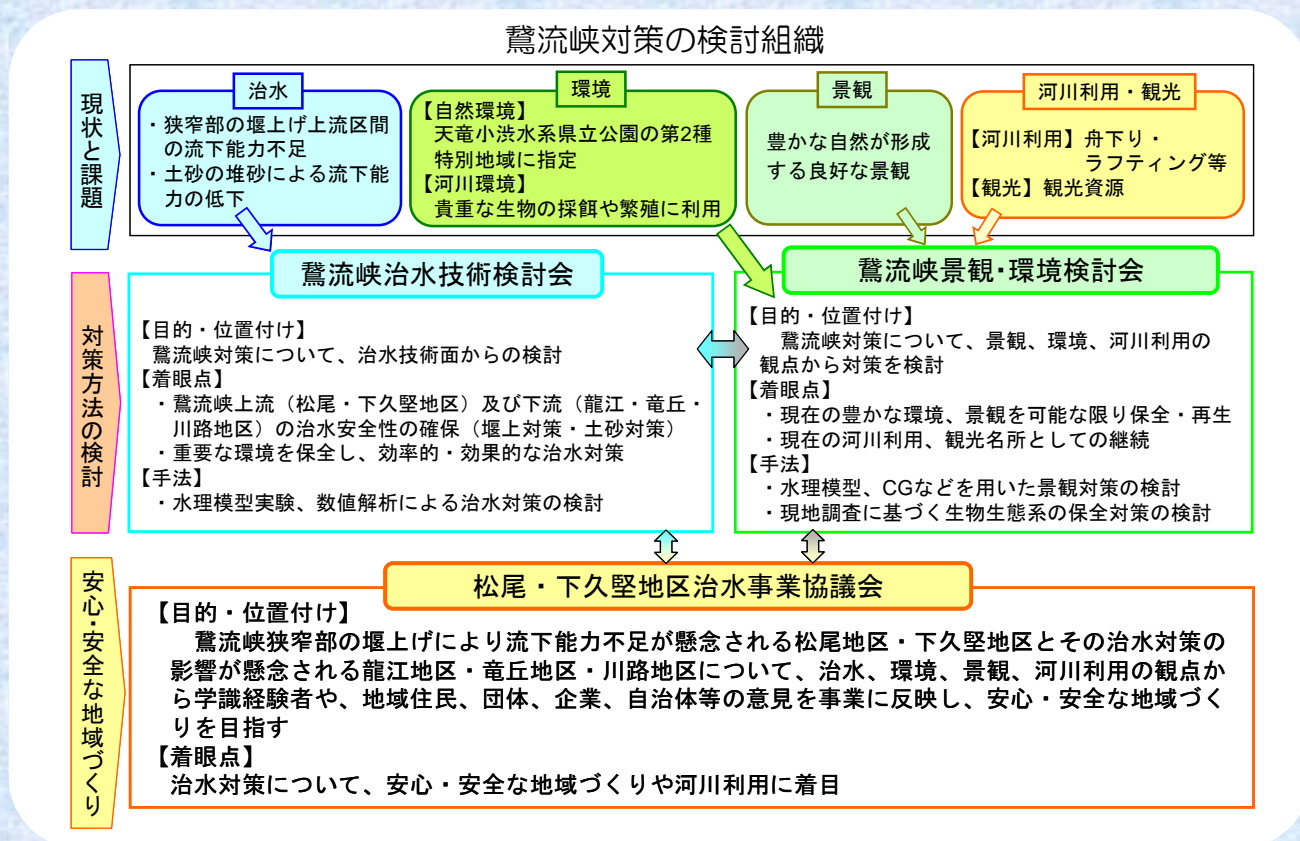 鵞流峡対策の検討組織
現状と課題
治水
・狭窄部の堰上げ上流区間
の流下能力不足
・土砂の堆砂による流下能
力の低下
環境
【自然環境】
天竜小渋水系県立公園の第2種
特別地域に指定
【河川環境】
貴重な生物の採餌や繁殖に利用
景観
豊かな自然が形成
する良好な景観
河川利用・観光
【河川利用】舟下り・
ラフティング等
【観光】観光資源
対策方法の検討
鵞流峡治水技術検討会
【目的・位置付け】
鵞流峡対策について、治水技術面からの検討
【着眼点】
・鵞流峡上流（松尾・下久堅地区）及び下流（龍江・竜丘・
川路地区）の治水安全性の確保（堰上対策・土砂対策）
・重要な環境を保全し、効率的・効果的な治水対策
【手法】
・水理模型実験、数値解析による治水対策の検討
鵞流峡景観・環境検討会
【目的・位置付け】
鵞流峡対策について、景観、環境、河川利用の
観点から対策を検討
【着眼点】
・現在の豊かな環境、景観を可能な限り保全・再生
・現在の河川利用、観光名所としての継続
【手法】
・水理模型、CGなどを用いた景観対策の検討
・現地調査に基づく生物生態系の保全対策の検討
安心・安全な地域づくり
松尾・下久堅地区治水事業協議会
【目的・位置付け】
鵞流峡狭窄部の堰上げにより流下能力不足が懸念される松尾地区・下久堅地区とその治水対策の
影響が懸念される龍江地区・竜丘地区・川路地区について、治水、環境、景観、河川利用の観点か
ら学識経験者や、地域住民、団体、企業、自治体等の意見を事業に反映し、安心・安全な地域づく
りを目指す
【着眼点】
治水対策について、安心・安全な地域づくりや河川利用に着目